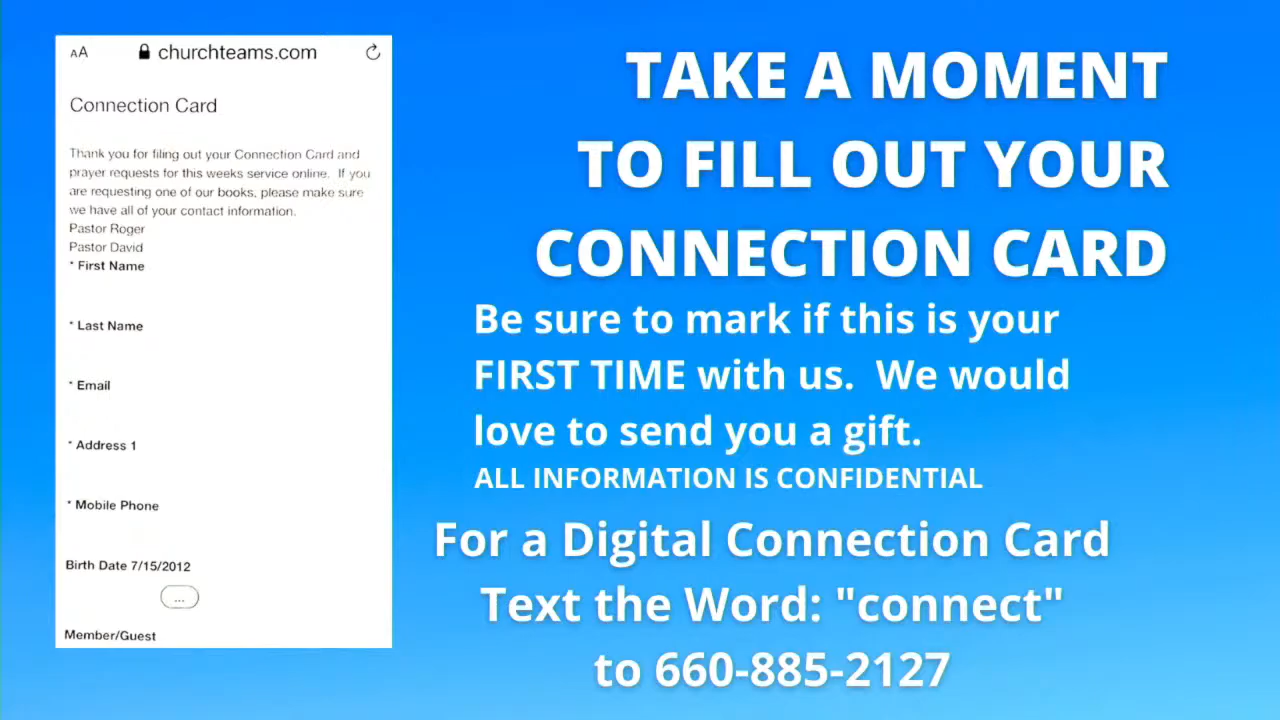 AA churchteams.com
Connection Card
Thank you for filing out your Connection Card and
prayer requests for this weeks service online. If you
are requesting one of our books, please make sure
we have all of your contact information.
Pastor Roger
Pastor David
* First Name
* Last Name
* Email
* Address 1
* Mobile Phone
Birth Date 7/15/2012
...
Member/Guest
TAKE A MOMENT
TO FILL OUT YOUR
CONNECTION CARD
Be sure to mark if this is your
FIRST TIME with us. We would
love to send you a gift.
ALL INFORMATION IS CONFIDENTIAL
For a Digital Connection Card
Text the Word: "connect"
to 660-885-2127